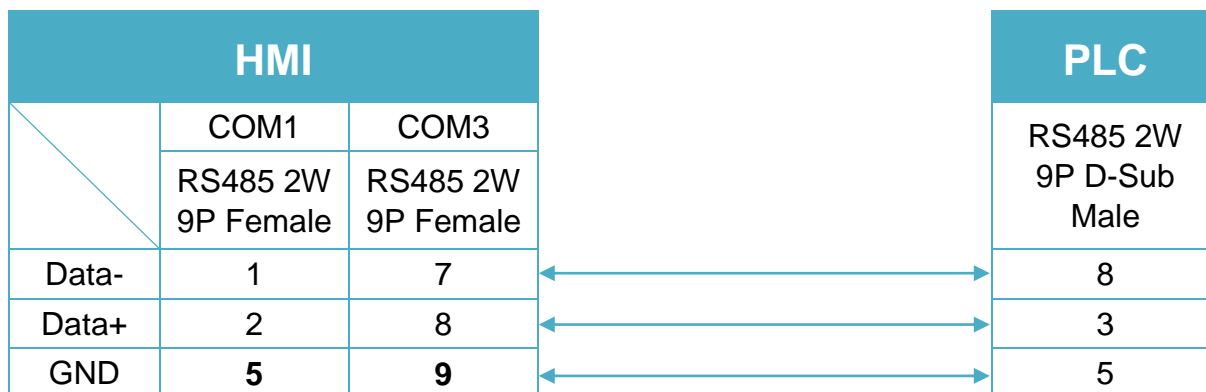 HMI
PLC
COM1 COM3
RS485 2W
9P Female
RS485 2W
9P Female
RS485 2W
9P D-Sub
Male
Data- 1 7 8
Data+ 2 8 3
GND 5 9 5